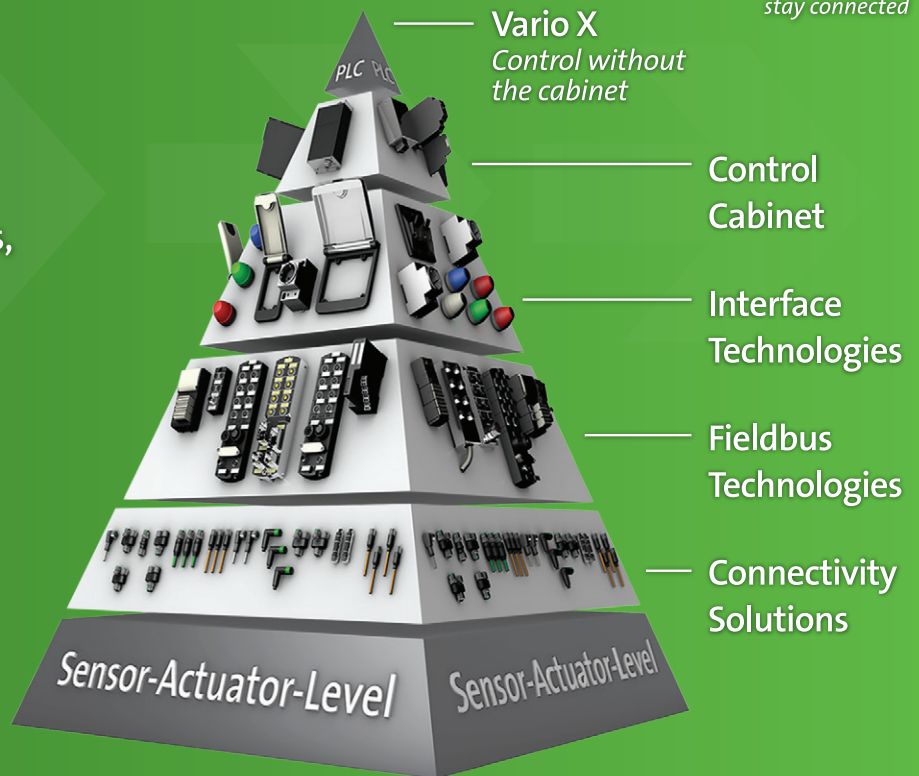 stay connected
Vario X
Control without
the cabinet
PLC PLC
Control
Cabinet
s,
Interface
Technologies
Fieldbus
Technologies
Connectivity
Solutions
Sensor-Actuator-Level
Sensor-Actuator-Level